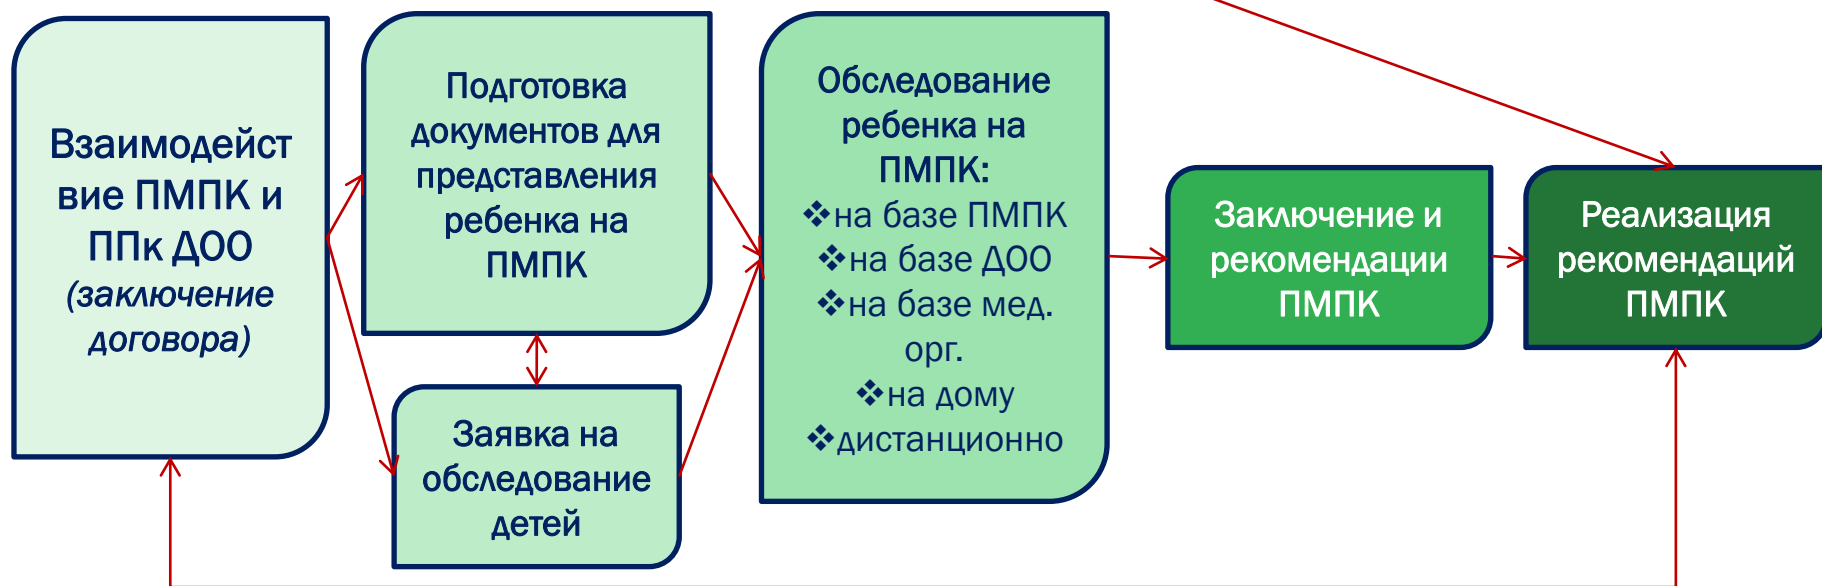 Взаимодейст
вие ПМПК и
ППк ДОО
(заключение
договора)
Подготовка
документов для
представления
ребенка на
ПМПК
Заявка на
обследование
детей
Обследование
ребенка на
ПМПК:
❖на базе ПМПК
❖на базе ДОО
❖на базе мед.
орг.
❖на дому
❖дистанционно
Заключение и
рекомендации
ПМПК
Реализация
рекомендаций
ПМПК